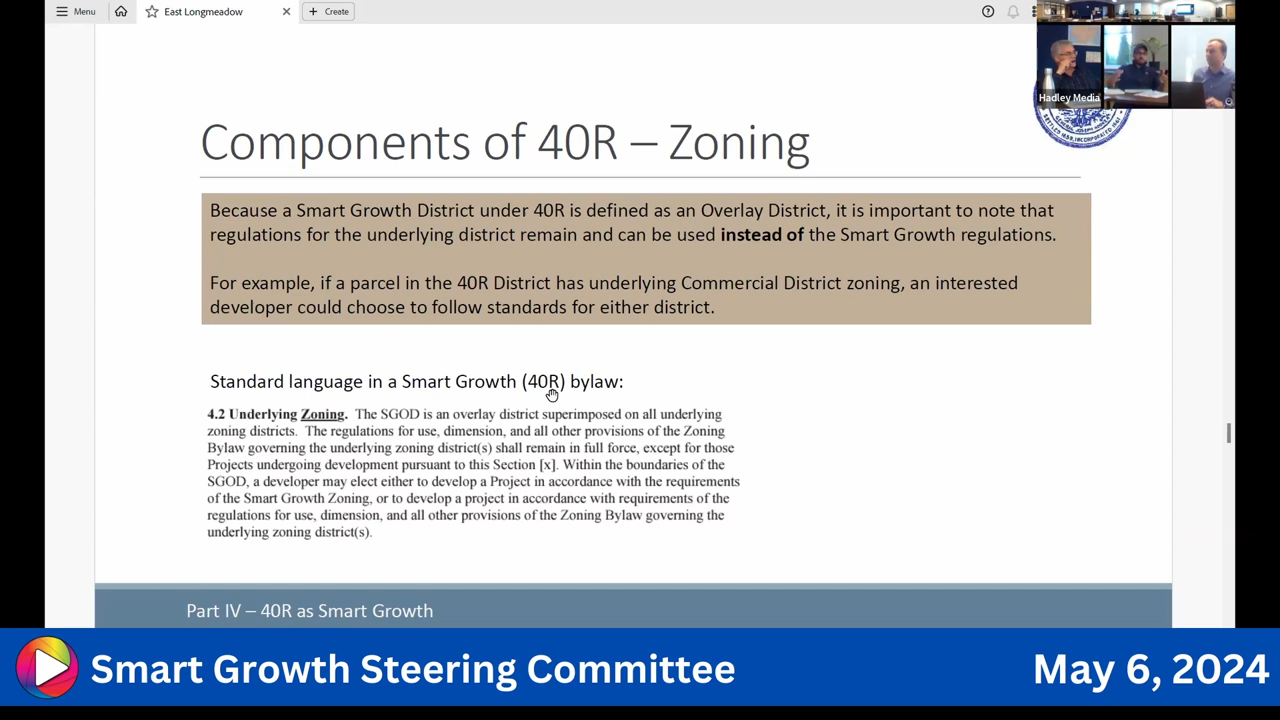 Menu
East Longmeadow
Create
Hadley Media
SETTLED 1659, INCORPORATED 1661
Components of 40R – Zoning
Because a Smart Growth District under 40R is defined as an Overlay District, it is important to note that
regulations for the underlying district remain and can be used instead of the Smart Growth regulations.
For example, if a parcel in the 40R District has underlying Commercial District zoning, an interested
developer could choose to follow standards for either district.
Standard language in a Smart Growth (40R) bylaw:
4.2 Underlying Zoning. The SGOD is an overlay district superimposed on all underlying
zoning districts. The regulations for use, dimension, and all other provisions of the Zoning
Bylaw governing the underlying zoning district(s) shall remain in full force, except for those
Projects undergoing development pursuant to this Section [x]. Within the boundaries of the
SGOD, a developer may elect either to develop a Project in accordance with the requirements
of the Smart Growth Zoning, or to develop a project in accordance with requirements of the
regulations for use, dimension, and all other provisions of the Zoning Bylaw governing the
underlying zoning district(s).
Part IV – 40R as Smart Growth
Smart Growth Steering Committee
May 6, 2024